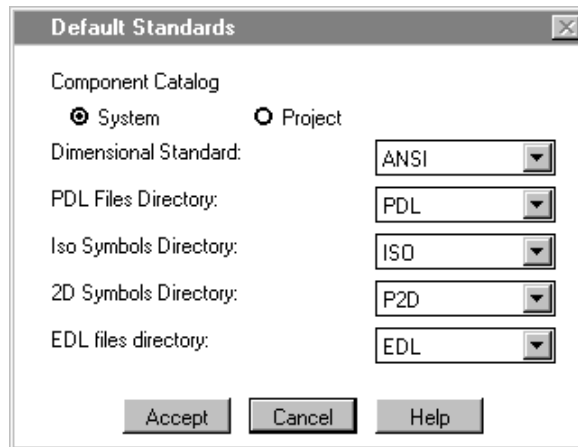 Default Standards
Component Catalog
System Project
Dimensional Standard: ANSI
PDL Files Directory: PDL
Iso Symbols Directory: ISO
2D Symbols Directory: P2D
EDL files directory: EDL
Accept Cancel Help